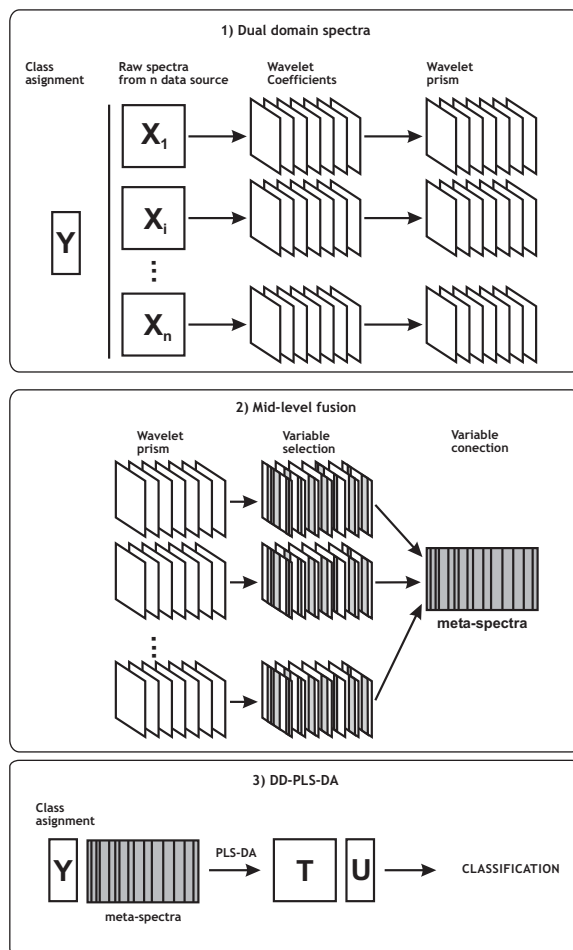 1) Dual domain spectra
Class
asignment
Raw spectra
from n data source
Wavelet
Coefficients
Wavelet
prism
X1
Xi
Y
Xn
2) Mid-level fusion
Wavelet
prism
Variable
selection
Variable
conection
meta-spectra
3) DD-PLS-DA
Class
asignment
Y
PLS-DA
T
U
CLASSIFICATION
meta-spectra